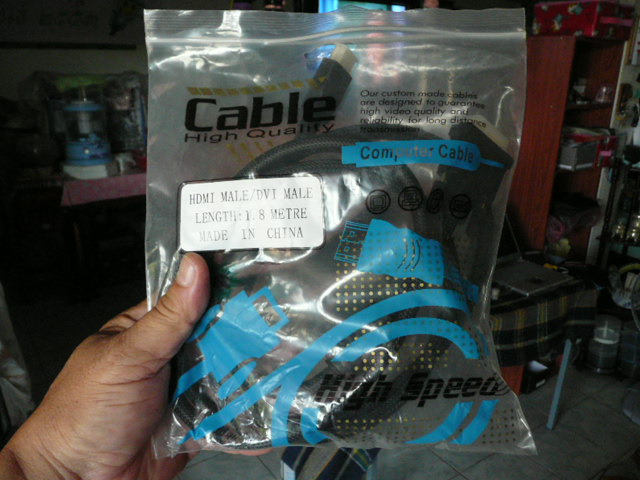 Cable
High Quality
Our custom made cables
are designed to guarantee
high video quality and
reliability for long distance
transmission
Computer Cable
HDMI MALE/DVI MALE
LENGTH:1.8 METRE
MADE IN CHINA
High Speed